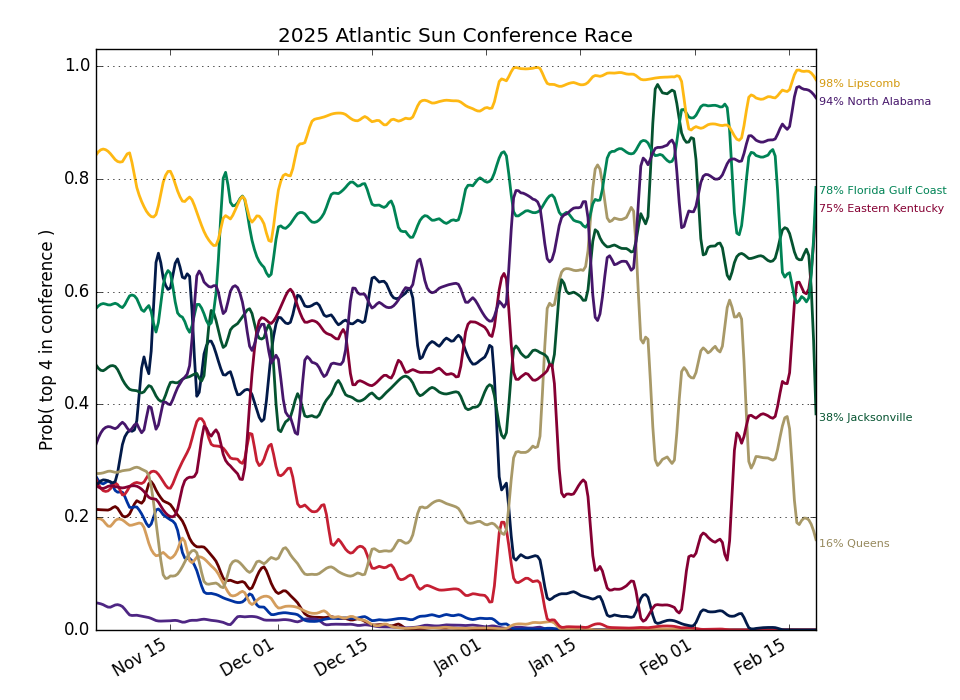 2025 Atlantic Sun Conference Race
Prob( top 4 in conference )
1.0
0.8
0.6
0.4
0.2
0.0
98% Lipscomb
94% North Alabama
78% Florida Gulf Coast
75% Eastern Kentucky
38% Jacksonville
16% Queens
Nov 15
Dec 01
Dec 15
Jan 01
Jan 15
Feb 01
Feb 15